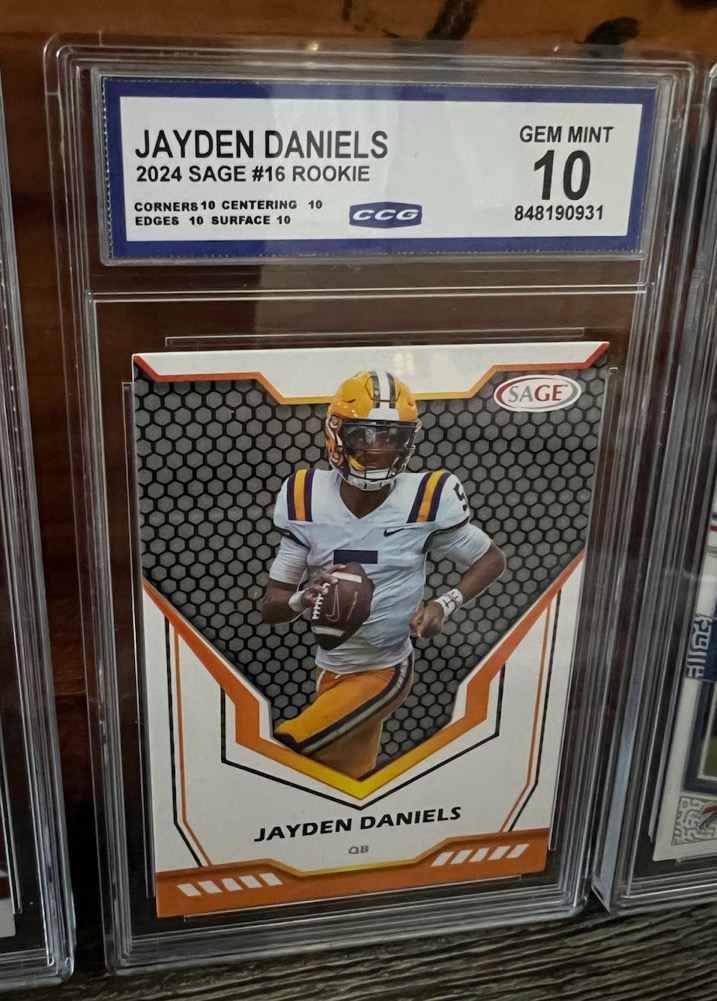 JAYDEN DANIELS
2024 SAGE #16 ROOKIE
CORNERS 10 CENTERING 10
EDGES 10 SURFACE 10
CCG
GEM MINT
10
848190931
SAGE
5
5
JAYDEN DANIELS
QB